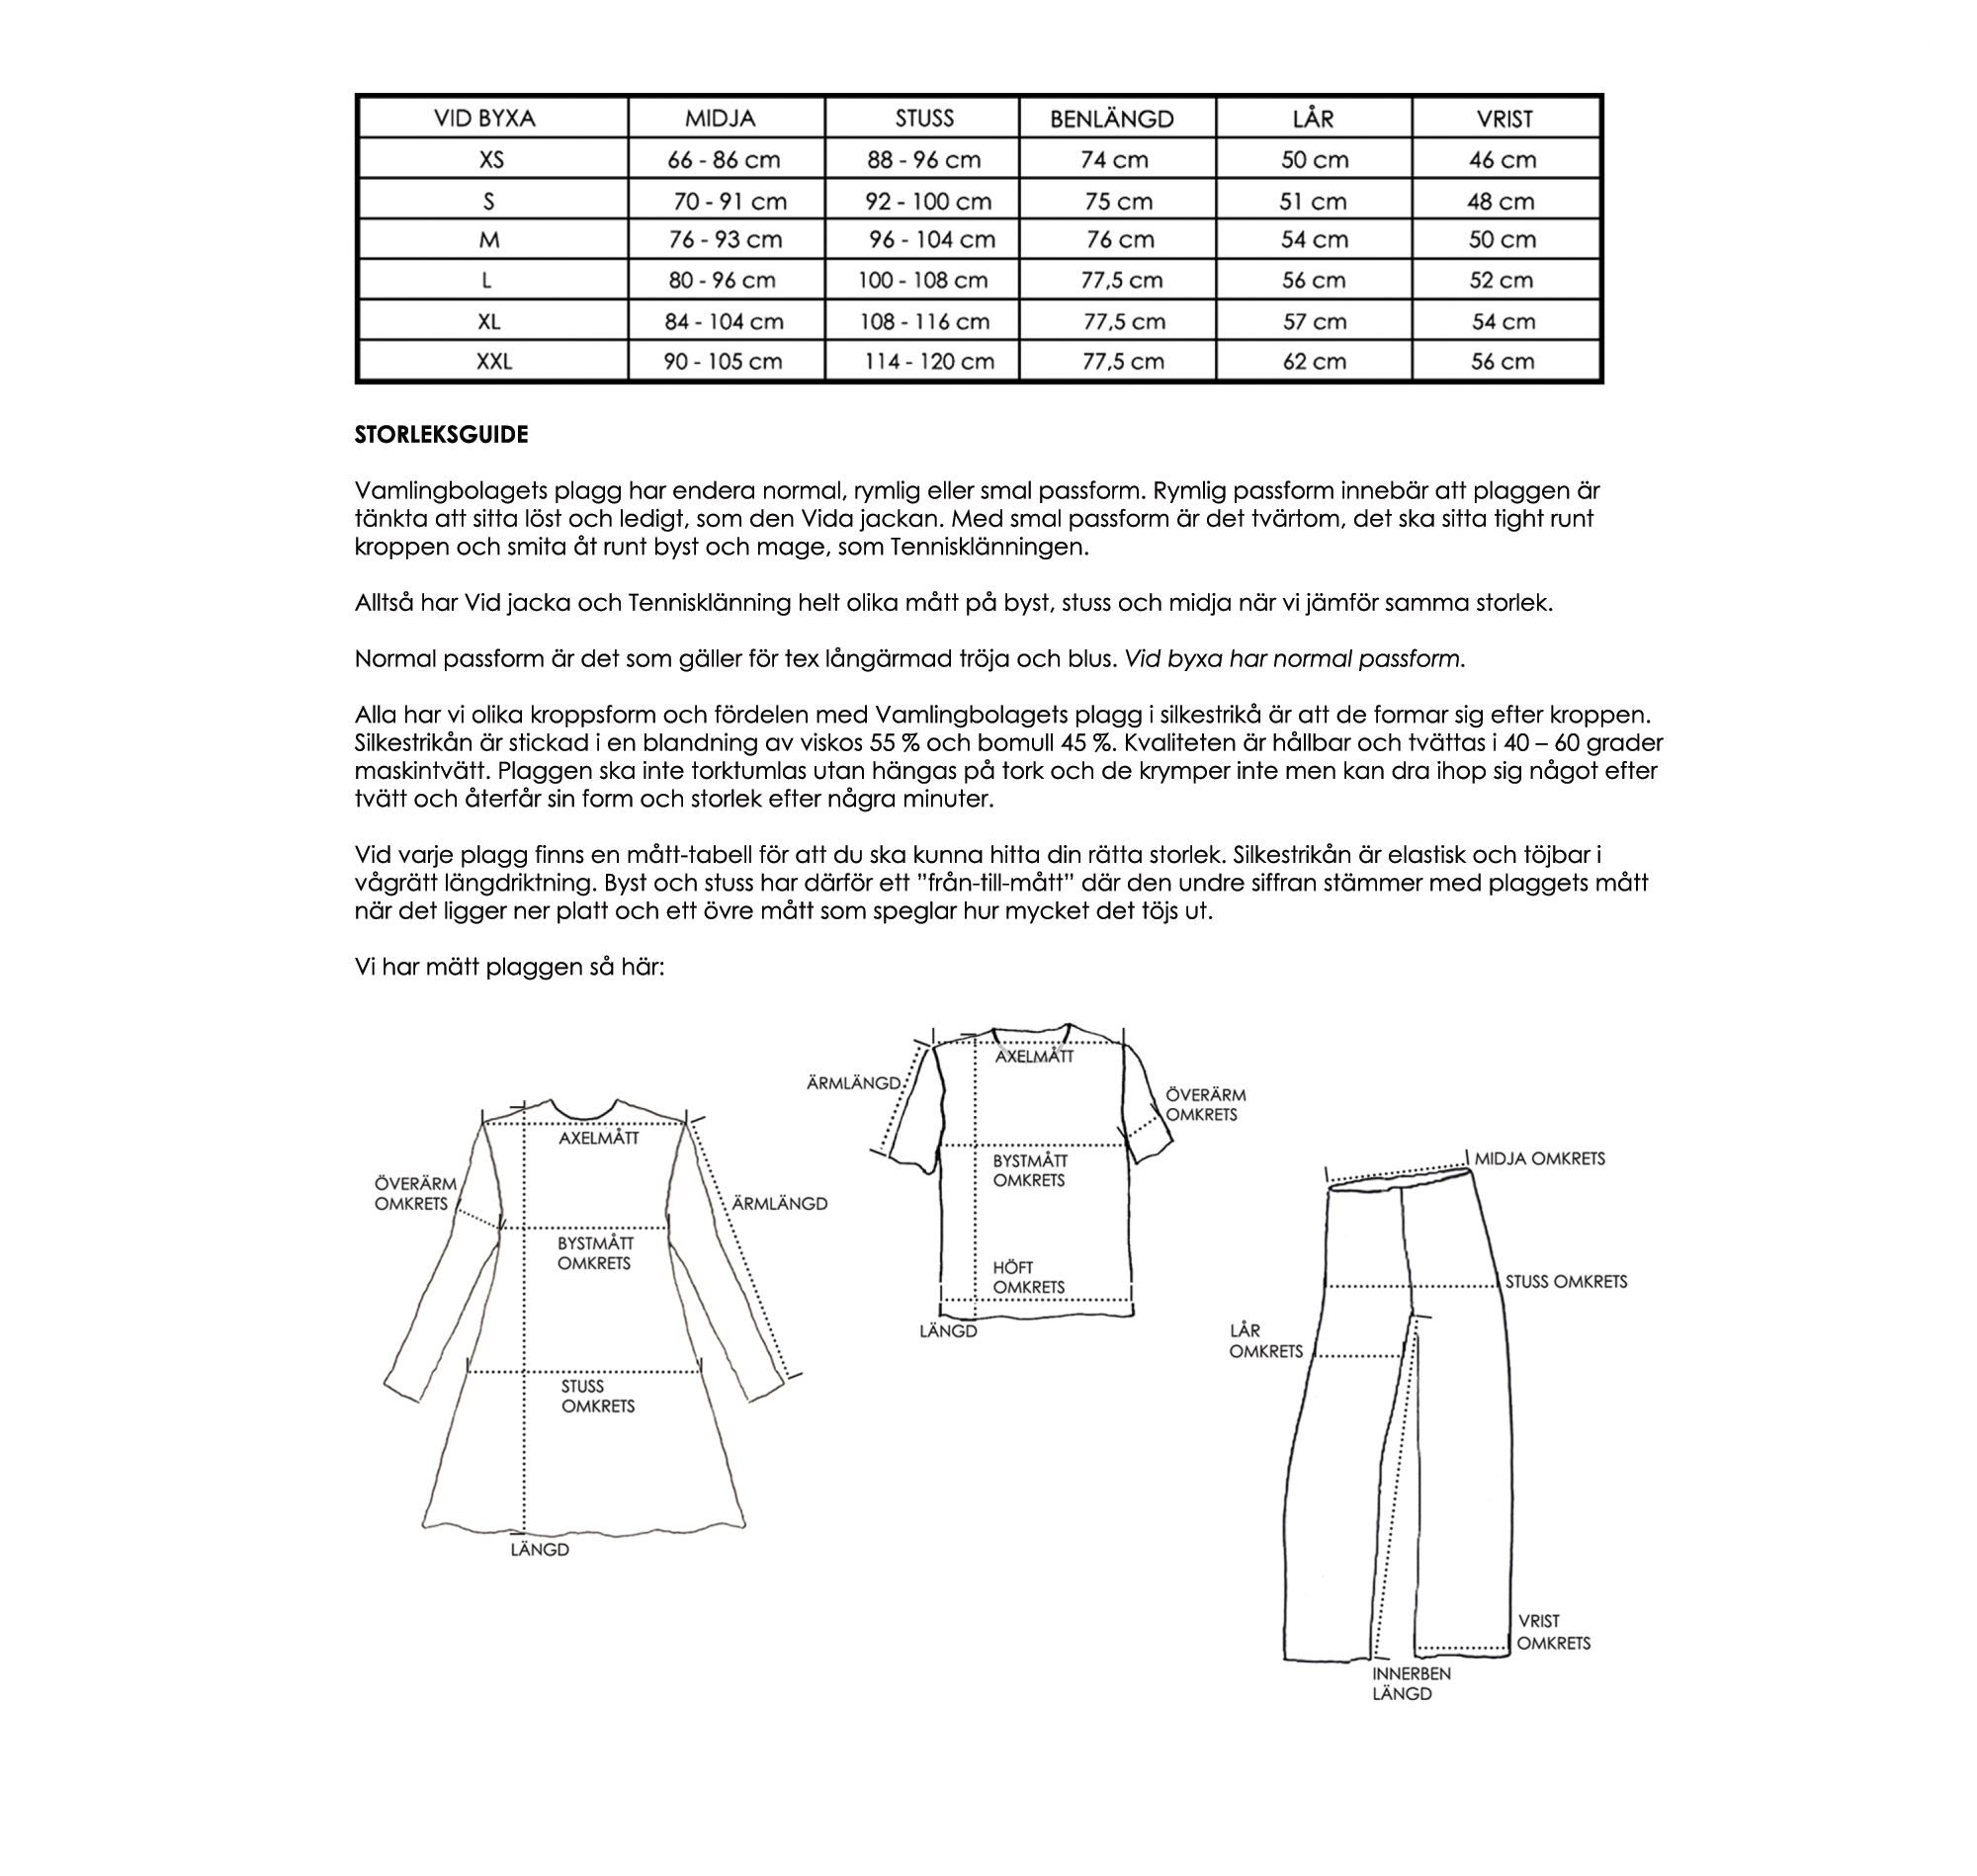 VID BYXA MIDJA STUSS BENLÄNGD LÅR VRIST
XS 66 - 86 cm 88 - 96 cm 74 cm 50 cm 46 cm
S 70 - 91 cm 92 - 100 cm 75 cm 51 cm 48 cm
M 76 - 93 cm 96 - 104 cm 76 cm 54 cm 50 cm
L 80 - 96 cm 100 - 108 cm 77,5 cm 56 cm 52 cm
XL 84 - 104 cm 108 - 116 cm 77,5 cm 57 cm 54 cm
XXL 90 - 105 cm 114 - 120 cm 77,5 cm 62 cm 56 cm
STORLEKSGUIDE
Vamlingbolagets plagg har endera normal, rymlig eller smal passform. Rymlig passform innebär att plaggen är
tänkta att sitta löst och ledigt, som den Vida jackan. Med smal passform är det tvärtom, det ska sitta tight runt
kroppen och smita åt runt byst och mage, som Tennisklänningen.
Alltså har Vid jacka och Tennisklänning helt olika mått på byst, stuss och midja när vi jämför samma storlek.
Normal passform är det som gäller för tex långärmad tröja och blus. Vid byxa har normal passform.
Alla har vi olika kroppsform och fördelen med Vamlingbolagets plagg i silkestrikå är att de formar sig efter kroppen.
Silkestrikån är stickad i en blandning av viskos 55 % och bomull 45 %. Kvaliteten är hållbar och tvättas i 40 – 60 grader
maskintvätt. Plaggen ska inte torktumlas utan hängas på tork och de krymper inte men kan dra ihop sig något efter
tvätt och återfår sin form och storlek efter några minuter.
Vid varje plagg finns en mått-tabell för att du ska kunna hitta din rätta storlek. Silkestrikån är elastisk och töjbar i
vågrätt längdriktning. Byst och stuss har därför ett ”från-till-mått” där den undre siffran stämmer med plaggets mått
när det ligger ner platt och ett övre mått som speglar hur mycket det töjs ut.
Vi har mätt plaggen så här:
AXELMÅTT
ÖVERÄRM
OMKRETS
ÄRMLÄNGD
BYSTMÅTT
OMKRETS
STUSS
OMKRETS
LÄNGD
AXELMÅTT
ÄRMLÄNGD
ÖVERÄRM
OMKRETS
BYSTMÅTT
OMKRETS
HÖFT
OMKRETS
LÄNGD
MIDJA OMKRETS
STUSS OMKRETS
LÅR
OMKRETS
VRIST
OMKRETS
INNERBEN
LÄNGD